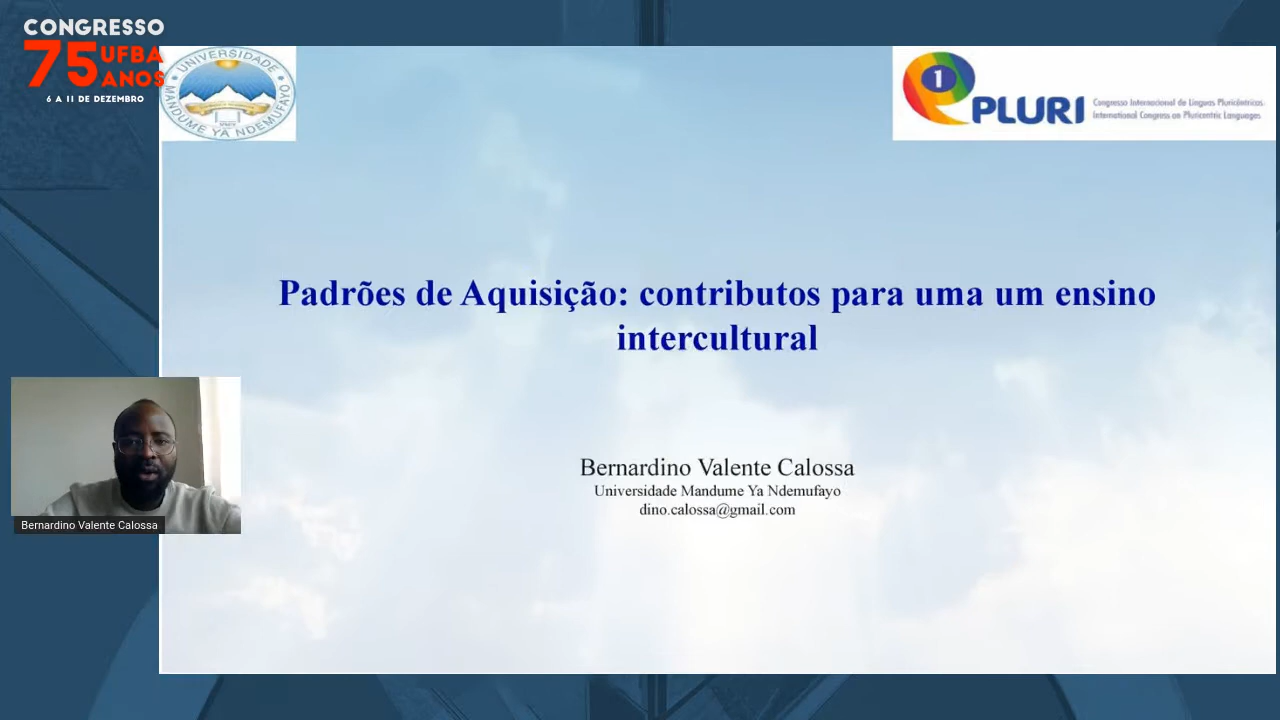 CONGRESSO
75 UFBA
ANOS
6 A 11 DE DEZEMBRO
UNIVERSIDADE
MANDUME YA NDEMUFAYO
1
PLURI
Congresso Internacional de Línguas Pluricêntricas
International Congress on Pluricentric Languages
Padrões de Aquisição: contributos para uma um ensino
intercultural
Bernardino Valente Calossa
Universidade Mandume Ya Ndemufayo
dino.calossa@gmail.com
Bernardino Valente Calossa